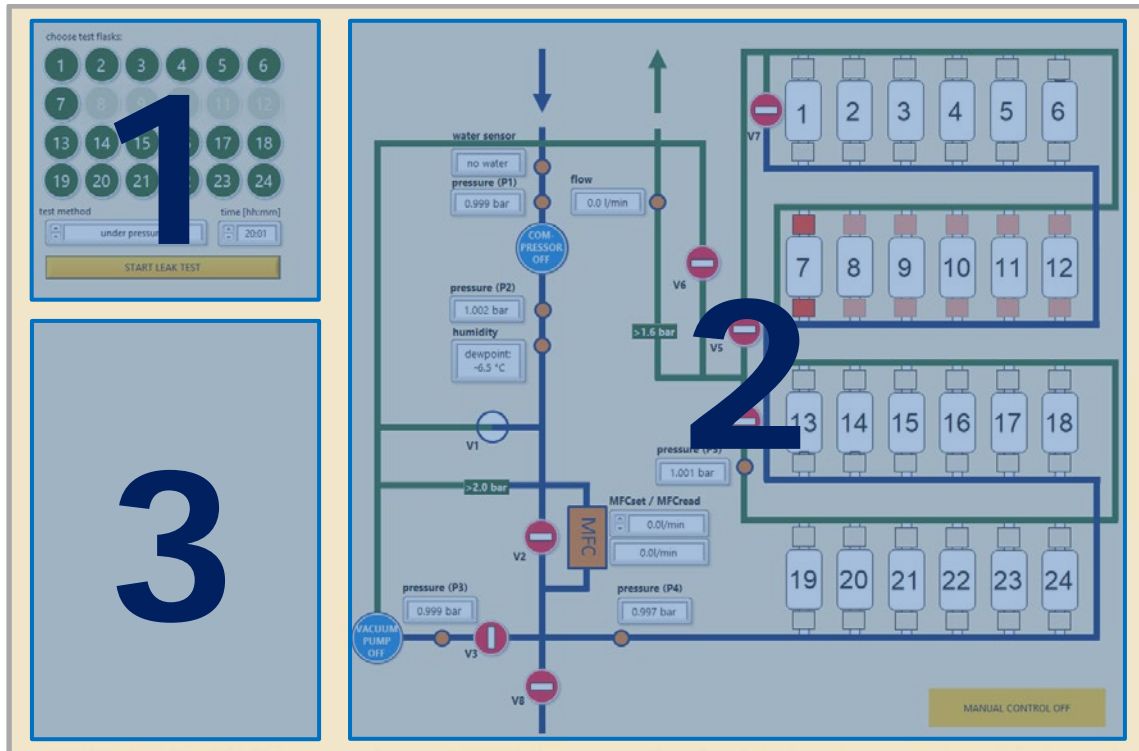 choose test flasks:
1 2 3 4 5 6
7 8 9 11 12
13 14 15 17 18
19 20 21 22 23 24
test method time [hh:mm]
under pressure 20:01
START LEAK TEST
1
3
2
water sensor
no water
pressure (P1)
0.999 bar
COM-
PRESSOR
OFF
pressure (P2)
1.002 bar
humidity
dewpoint:
-6.5 °C
V1
>2.0 bar
V2
MFC
MFCset / MFCread
0.0l/min
0.0l/min
pressure (P3)
0.999 bar
VACUUM
PUMP
OFF
V3
V8
pressure (P4)
0.997 bar
flow
0.0 l/min
V6
>1.6 bar
V5
pressure (P5)
1.001 bar
V7
1 2 3 4 5 6
7 8 9 10 11 12
13 14 15 16 17 18
19 20 21 22 23 24
MANUAL CONTROL OFF